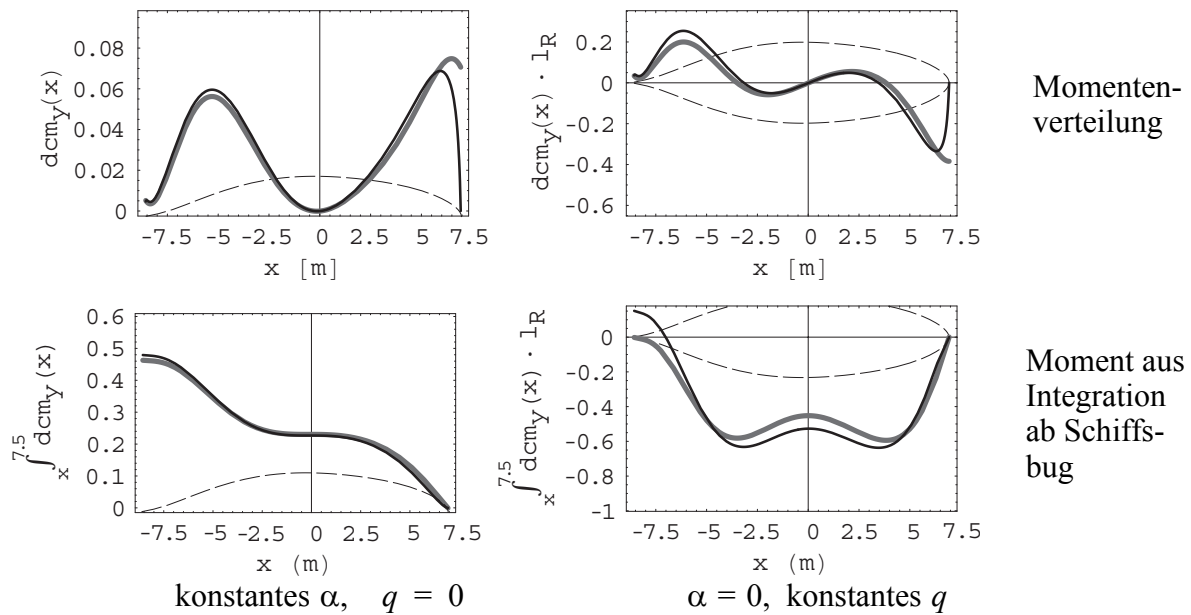 dcm_y(x)
0.08
0.06
0.04
0.02
0
-7.5 -5 -2.5 0 2.5 5 7.5
x [m]
dcm_y(x) · l_R
0.2
0
-0.2
-0.4
-0.6
-7.5 -5 -2.5 0 2.5 5 7.5
x [m]
Momenten-
verteilung
∫_x^7.5 dcm_y(x)
0.6
0.5
0.4
0.3
0.2
0.1
0
-7.5 -5 -2.5 0 2.5 5 7.5
x (m)
konstantes α, q = 0
∫_x^7.5 dcm_y(x) · l_R
0
-0.2
-0.4
-0.6
-0.8
-1
-7.5 -5 -2.5 0 2.5 5 7.5
x (m)
α = 0, konstantes q
Moment aus
Integration
ab Schiffs-
bug